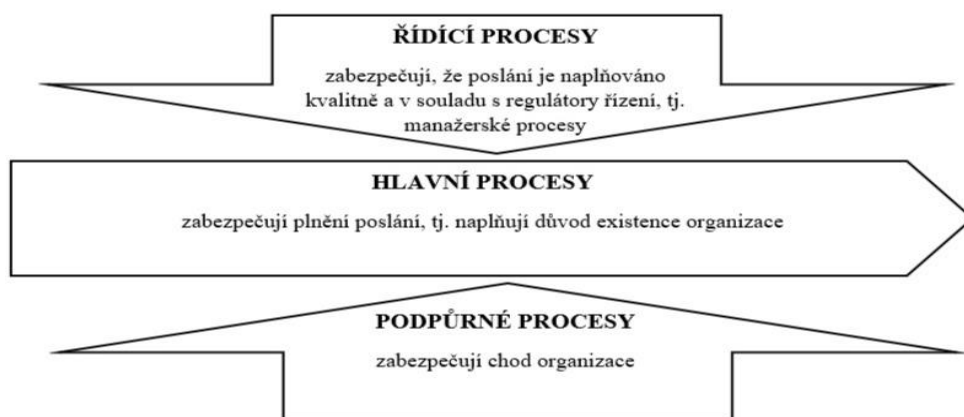 ŘÍDÍCÍ PROCESY
zabezpečují, že poslání je naplňováno
kvalitně a v souladu s regulátory řízení, tj.
manažerské procesy
HLAVNÍ PROCESY
zabezpečují plnění poslání, tj. naplňují důvod existence organizace
PODPŮRNÉ PROCESY
zabezpečují chod organizace